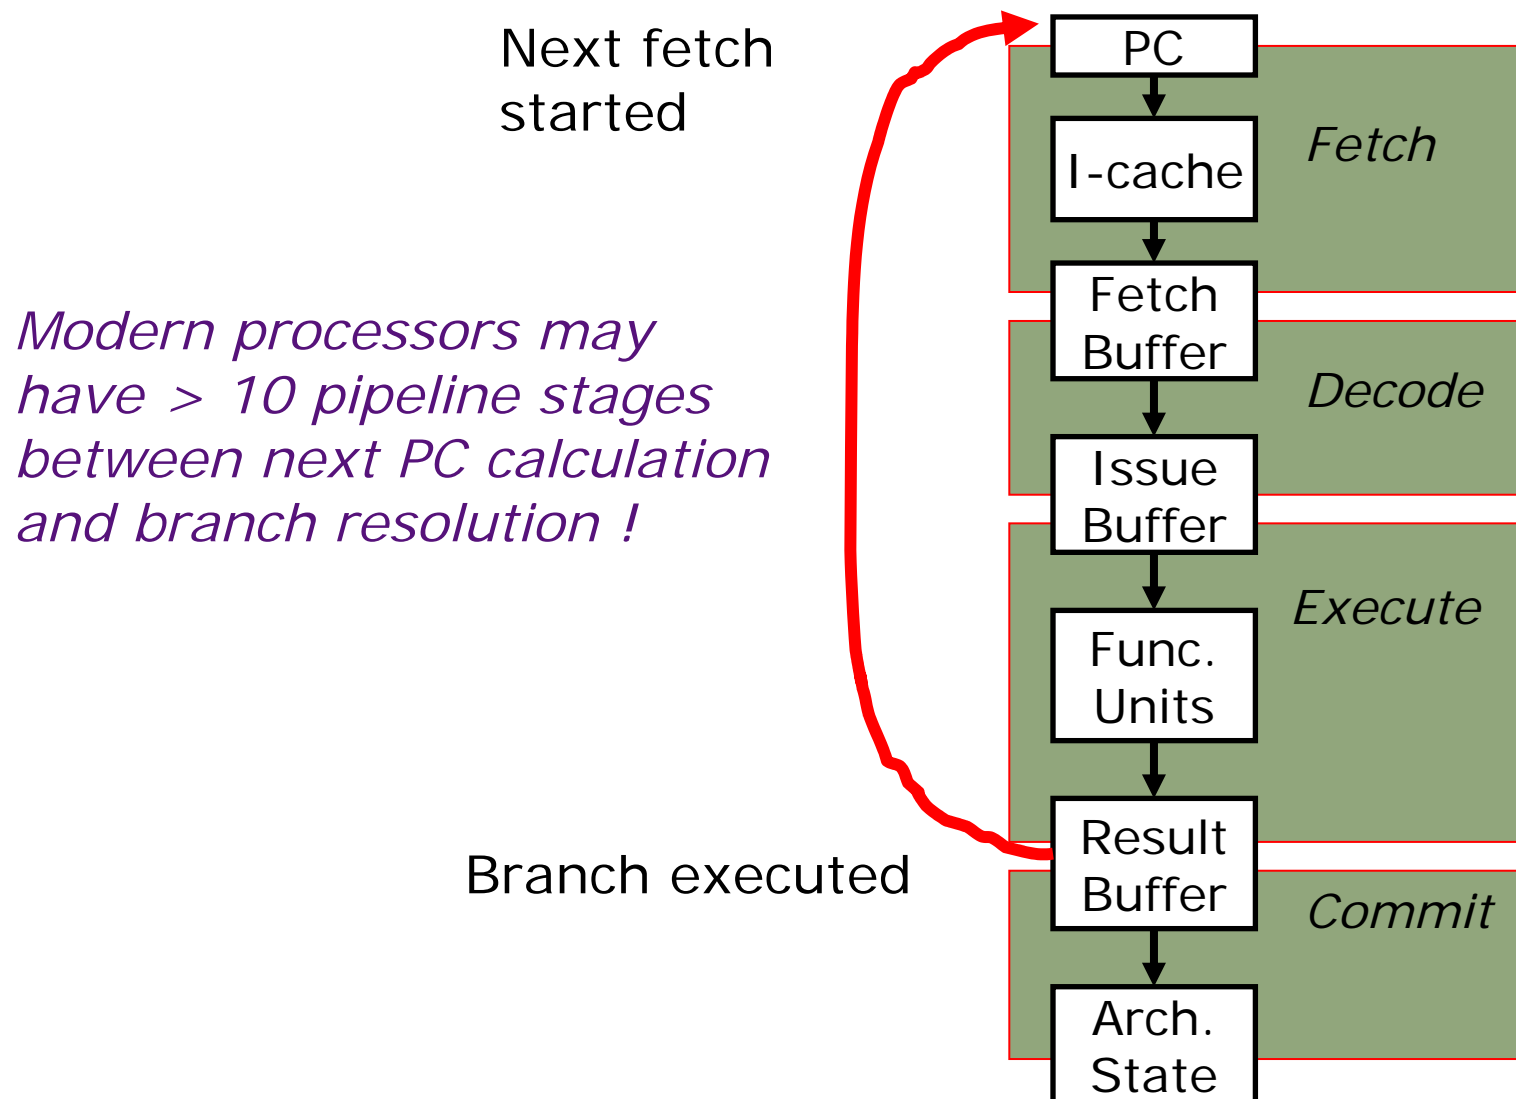 Next fetch
started
PC
Fetch
I-cache
Modern processors may
have > 10 pipeline stages
between next PC calculation
and branch resolution !
Fetch
Buffer
Decode
Issue
Buffer
Execute
Func.
Units
Branch executed
Result
Buffer
Commit
Arch.
State